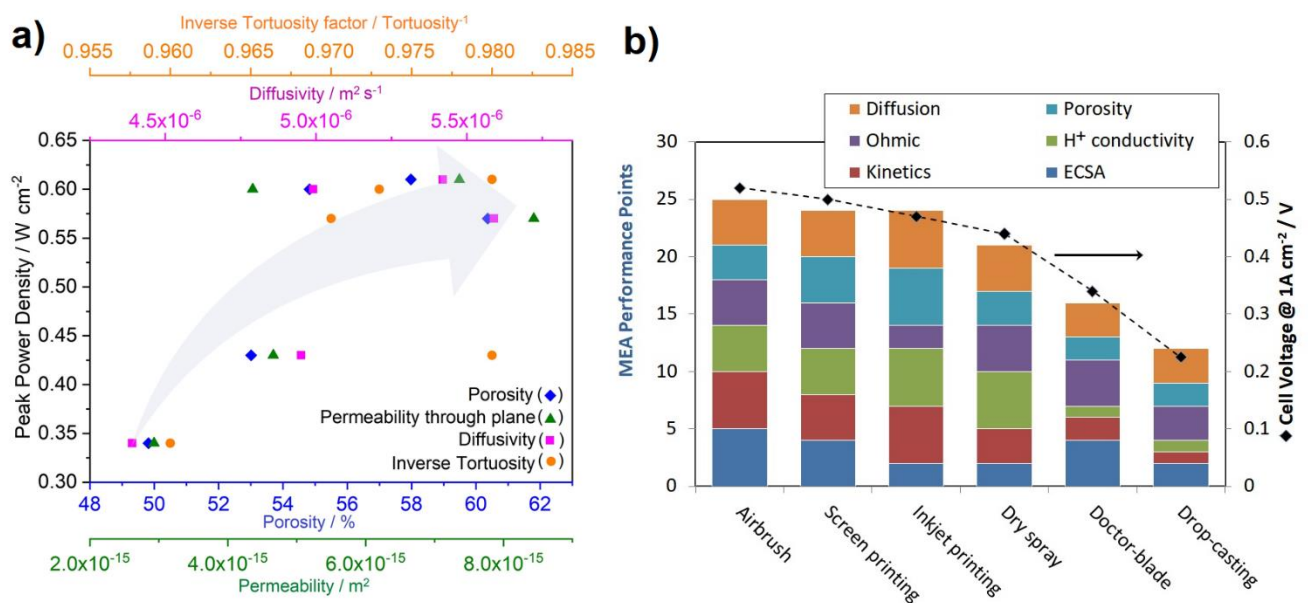 a)
Inverse Tortuosity factor / Tortuosity⁻¹
0.955 0.960 0.965 0.970 0.975 0.980 0.985
Diffusivity / m² s⁻¹
4.5x10⁻⁶ 5.0x10⁻⁶ 5.5x10⁻⁶
Peak Power Density / W cm⁻²
0.65
0.60
0.55
0.50
0.45
0.40
0.35
0.30
Porosity (◆)
Permeability through plane (▲)
Diffusivity (■)
Inverse Tortuosity (●)
48 50 52 54 56 58 60 62
Porosity / %
2.0x10⁻¹⁵ 4.0x10⁻¹⁵ 6.0x10⁻¹⁵ 8.0x10⁻¹⁵
Permeability / m²
b)
Diffusion Porosity
Ohmic H⁺ conductivity
Kinetics ECSA
MEA Performance Points
30
25
20
15
10
5
0
0.6
0.5
0.4
0.3
0.2
0.1
0
◆ Cell Voltage @ 1A cm⁻² / V
Airbrush
Screen printing
Inkjet printing
Dry spray
Doctor-blade
Drop-casting